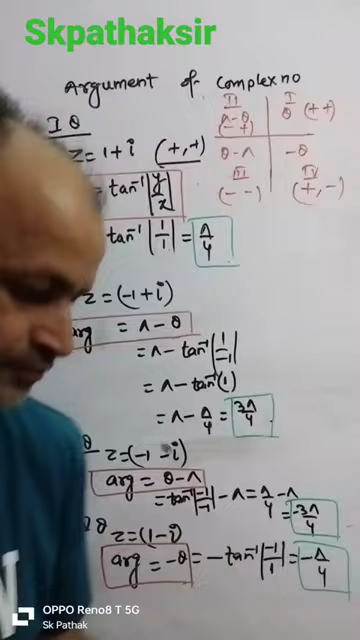 Skpathaksir
Argument of Complex no
II I
π-θ θ (++)
(-+)
θ-π -θ
III IV
(--) (+,-)
I θ
z=1+i (+,+)
= tan⁻¹|y/x|
tan⁻¹|1/1| = π/4
z=(-1+i)
arg = π-θ
= π-tan⁻¹|1/-1|
= π-tan⁻¹(1)
= π-π/4 = 3π/4
θ z=(-1-i)
arg = θ-π
= tan⁻¹|-1/-1|-π = π/4-π
= -3π/4
θ z=(1-i)
arg = -θ = -tan⁻¹|-1/1| = -π/4
OPPO Reno8 T 5G
Sk Pathak